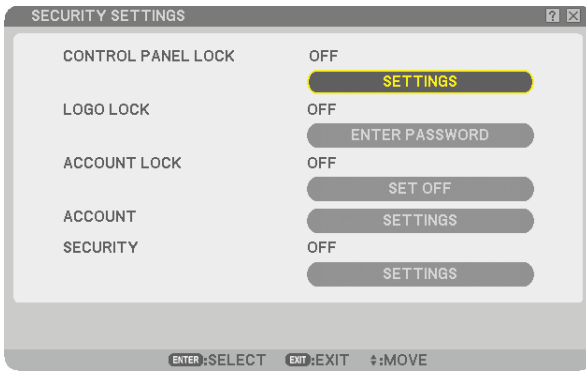 SECURITY SETTINGS
CONTROL PANEL LOCK OFF
SETTINGS
LOGO LOCK OFF
ENTER PASSWORD
ACCOUNT LOCK OFF
SET OFF
ACCOUNT SETTINGS
SECURITY OFF
SETTINGS
ENTER:SELECT EXIT:EXIT :MOVE